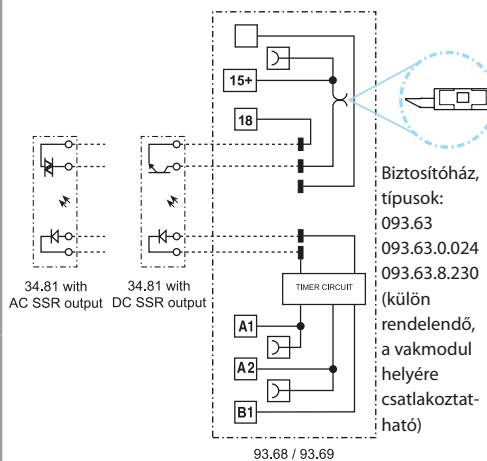 15+
18
34.81 with
AC SSR output
34.81 with
DC SSR output
TIMER CIRCUIT
A1
A2
B1
93.68 / 93.69
Biztosítóház,
típusok:
093.63
093.63.0.024
093.63.8.230
(külön
rendelendő,
a vakmodul
helyére
csatlakoztat-
ható)